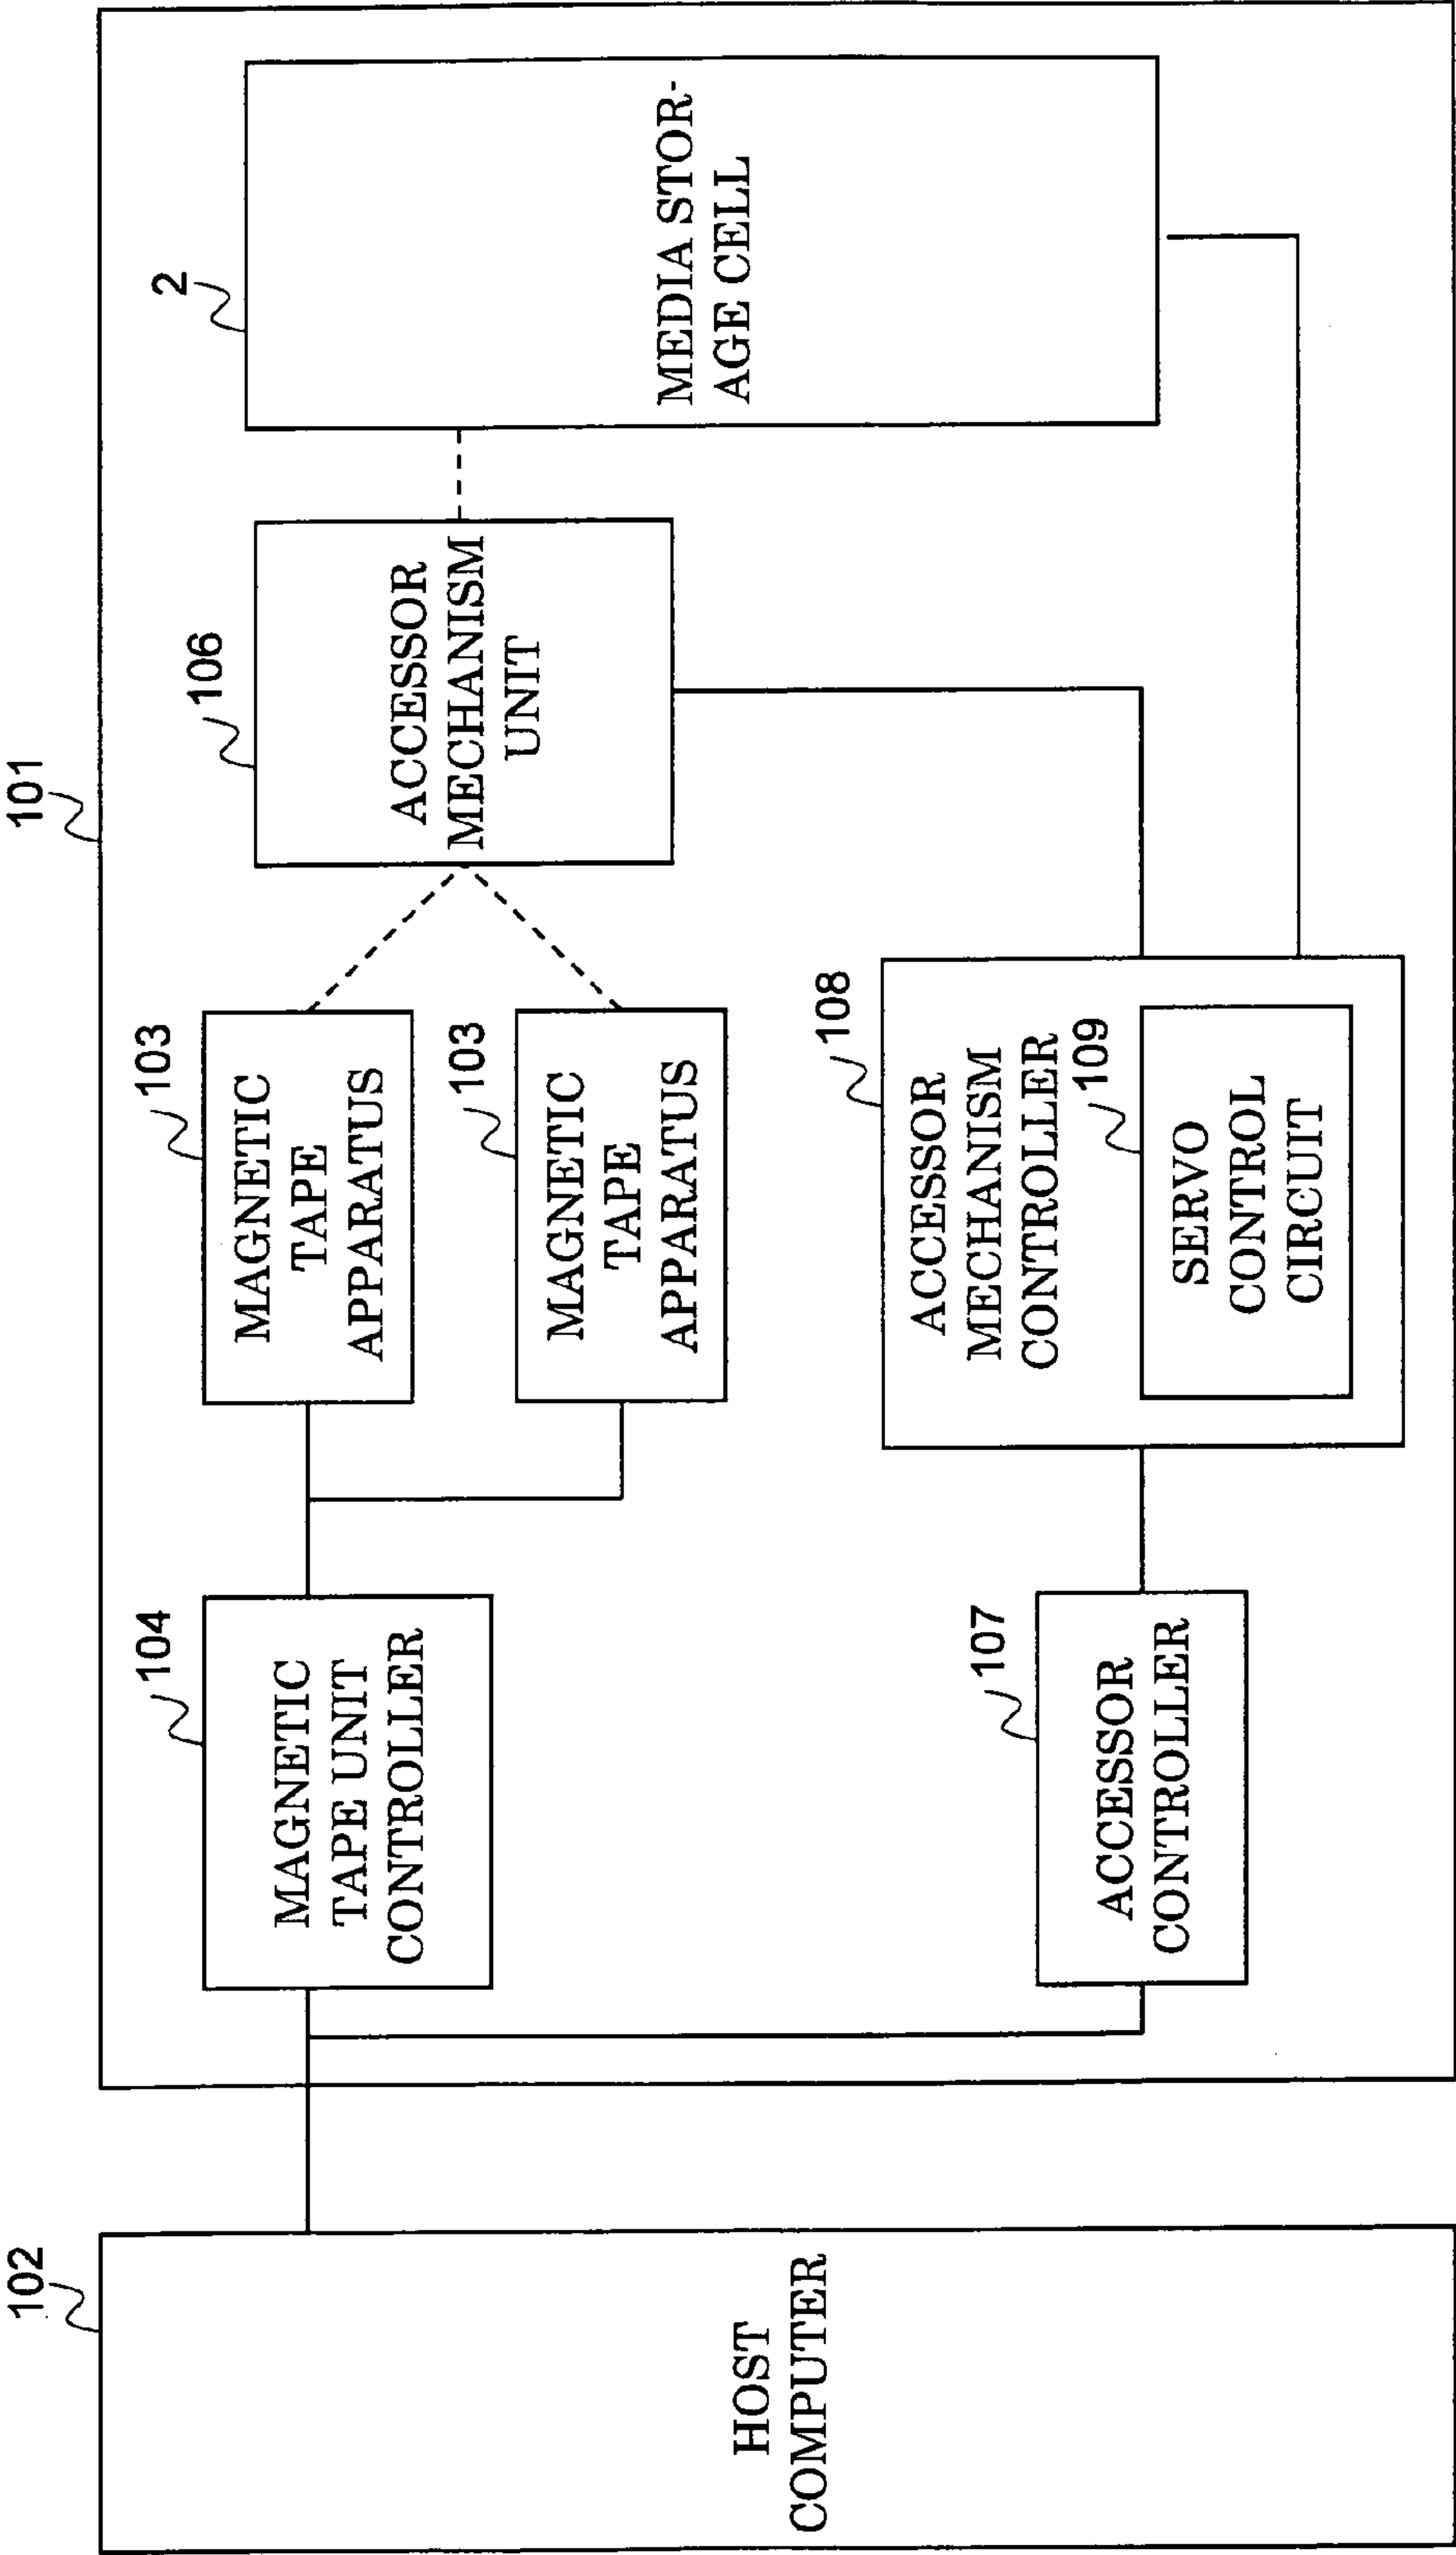 102
HOST
COMPUTER
101
104
MAGNETIC
TAPE UNIT
CONTROLLER
103
MAGNETIC
TAPE
APPARATUS
103
MAGNETIC
TAPE
APPARATUS
106
ACCESSOR
MECHANISM
UNIT
2
MEDIA STOR-
AGE CELL
107
ACCESSOR
CONTROLLER
108
ACCESSOR
MECHANISM
CONTROLLER
109
SERVO
CONTROL
CIRCUIT